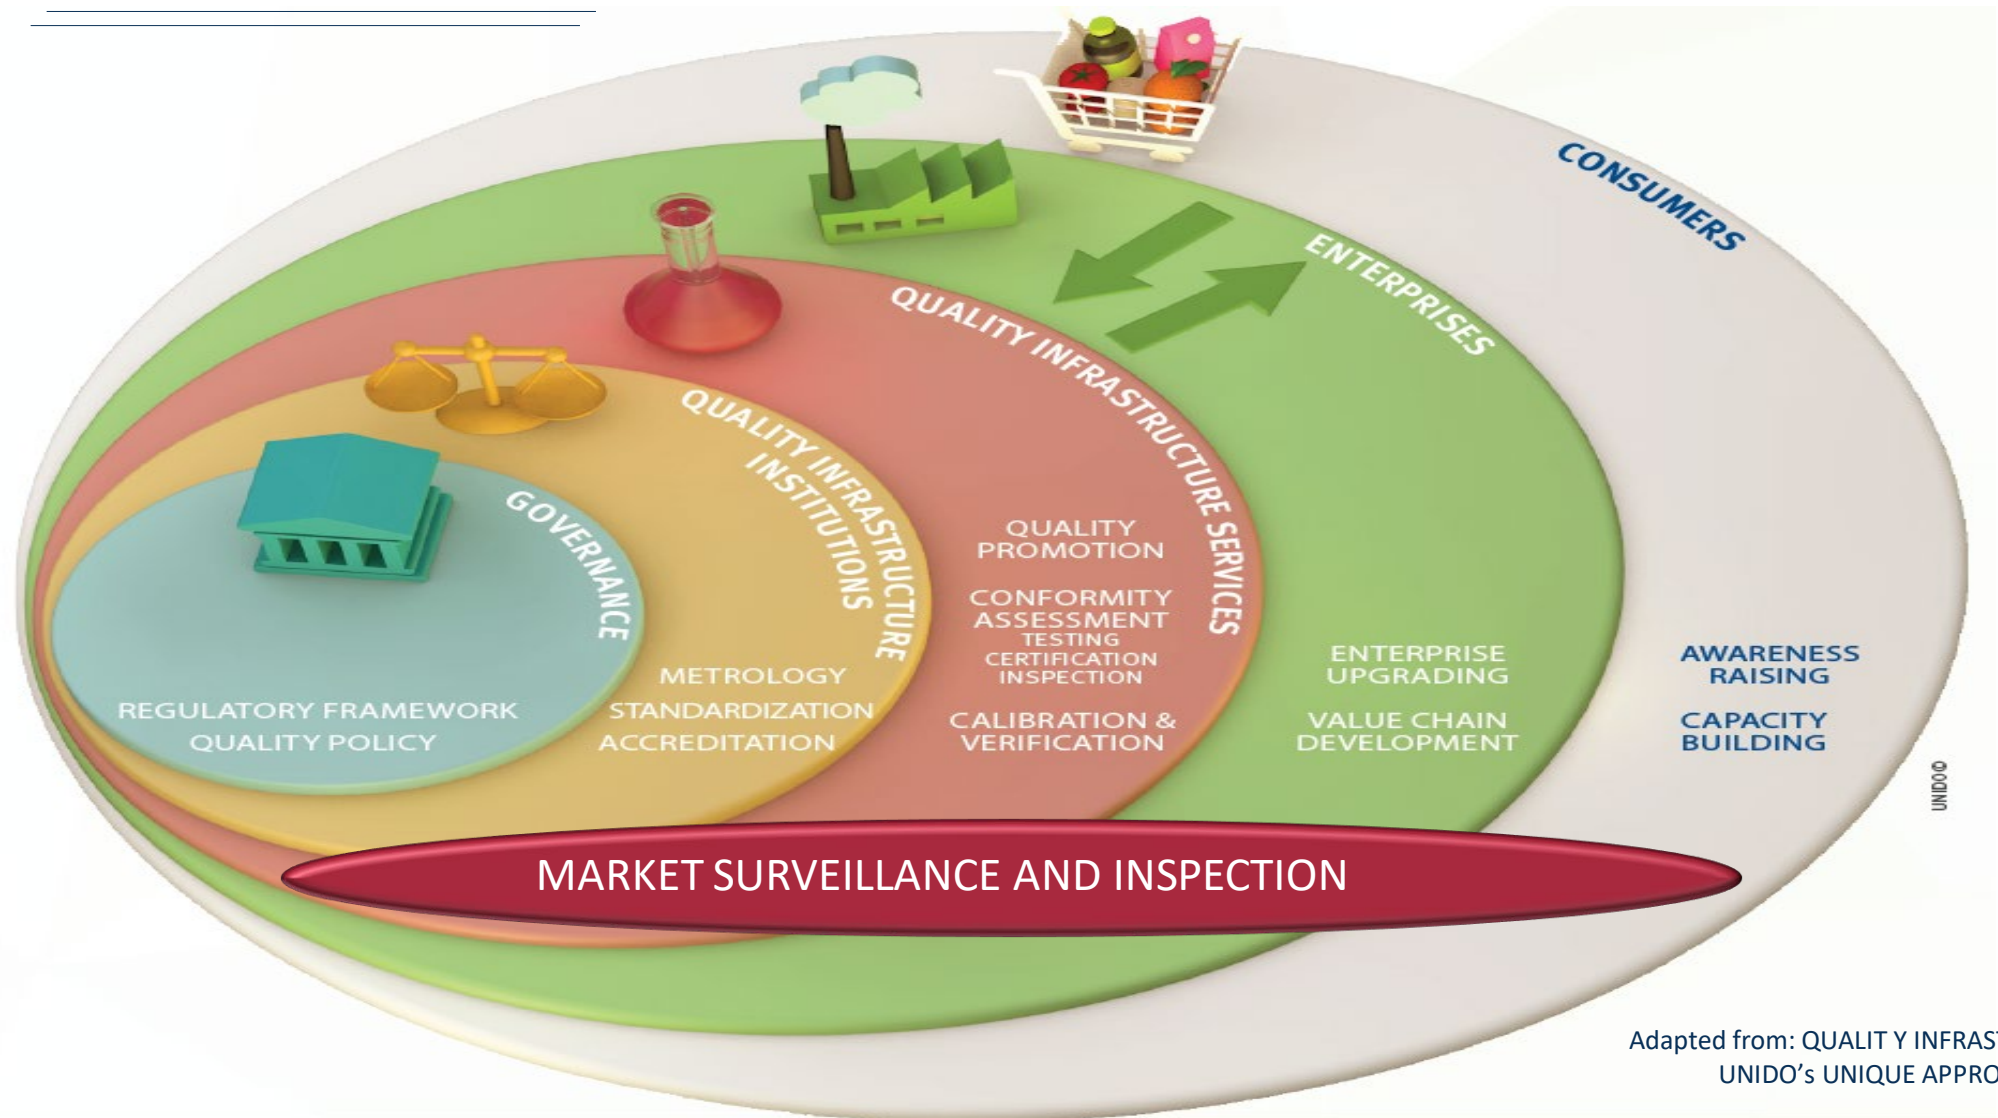 CONSUMERS
ENTERPRISES
QUALITY INFRASTRUCTURE SERVICES
QUALITY INFRASTRUCTURE
INSTITUTIONS
GOVERNANCE
REGULATORY FRAMEWORK
QUALITY POLICY
METROLOGY
STANDARDIZATION
ACCREDITATION
QUALITY
PROMOTION
CONFORMITY
ASSESSMENT
TESTING
CERTIFICATION
INSPECTION
CALIBRATION &
VERIFICATION
ENTERPRISE
UPGRADING
VALUE CHAIN
DEVELOPMENT
AWARENESS
RAISING
CAPACITY
BUILDING
UNIDO©
MARKET SURVEILLANCE AND INSPECTION
Adapted from: QUALIT Y INFRAS
UNIDO's UNIQUE APPRO